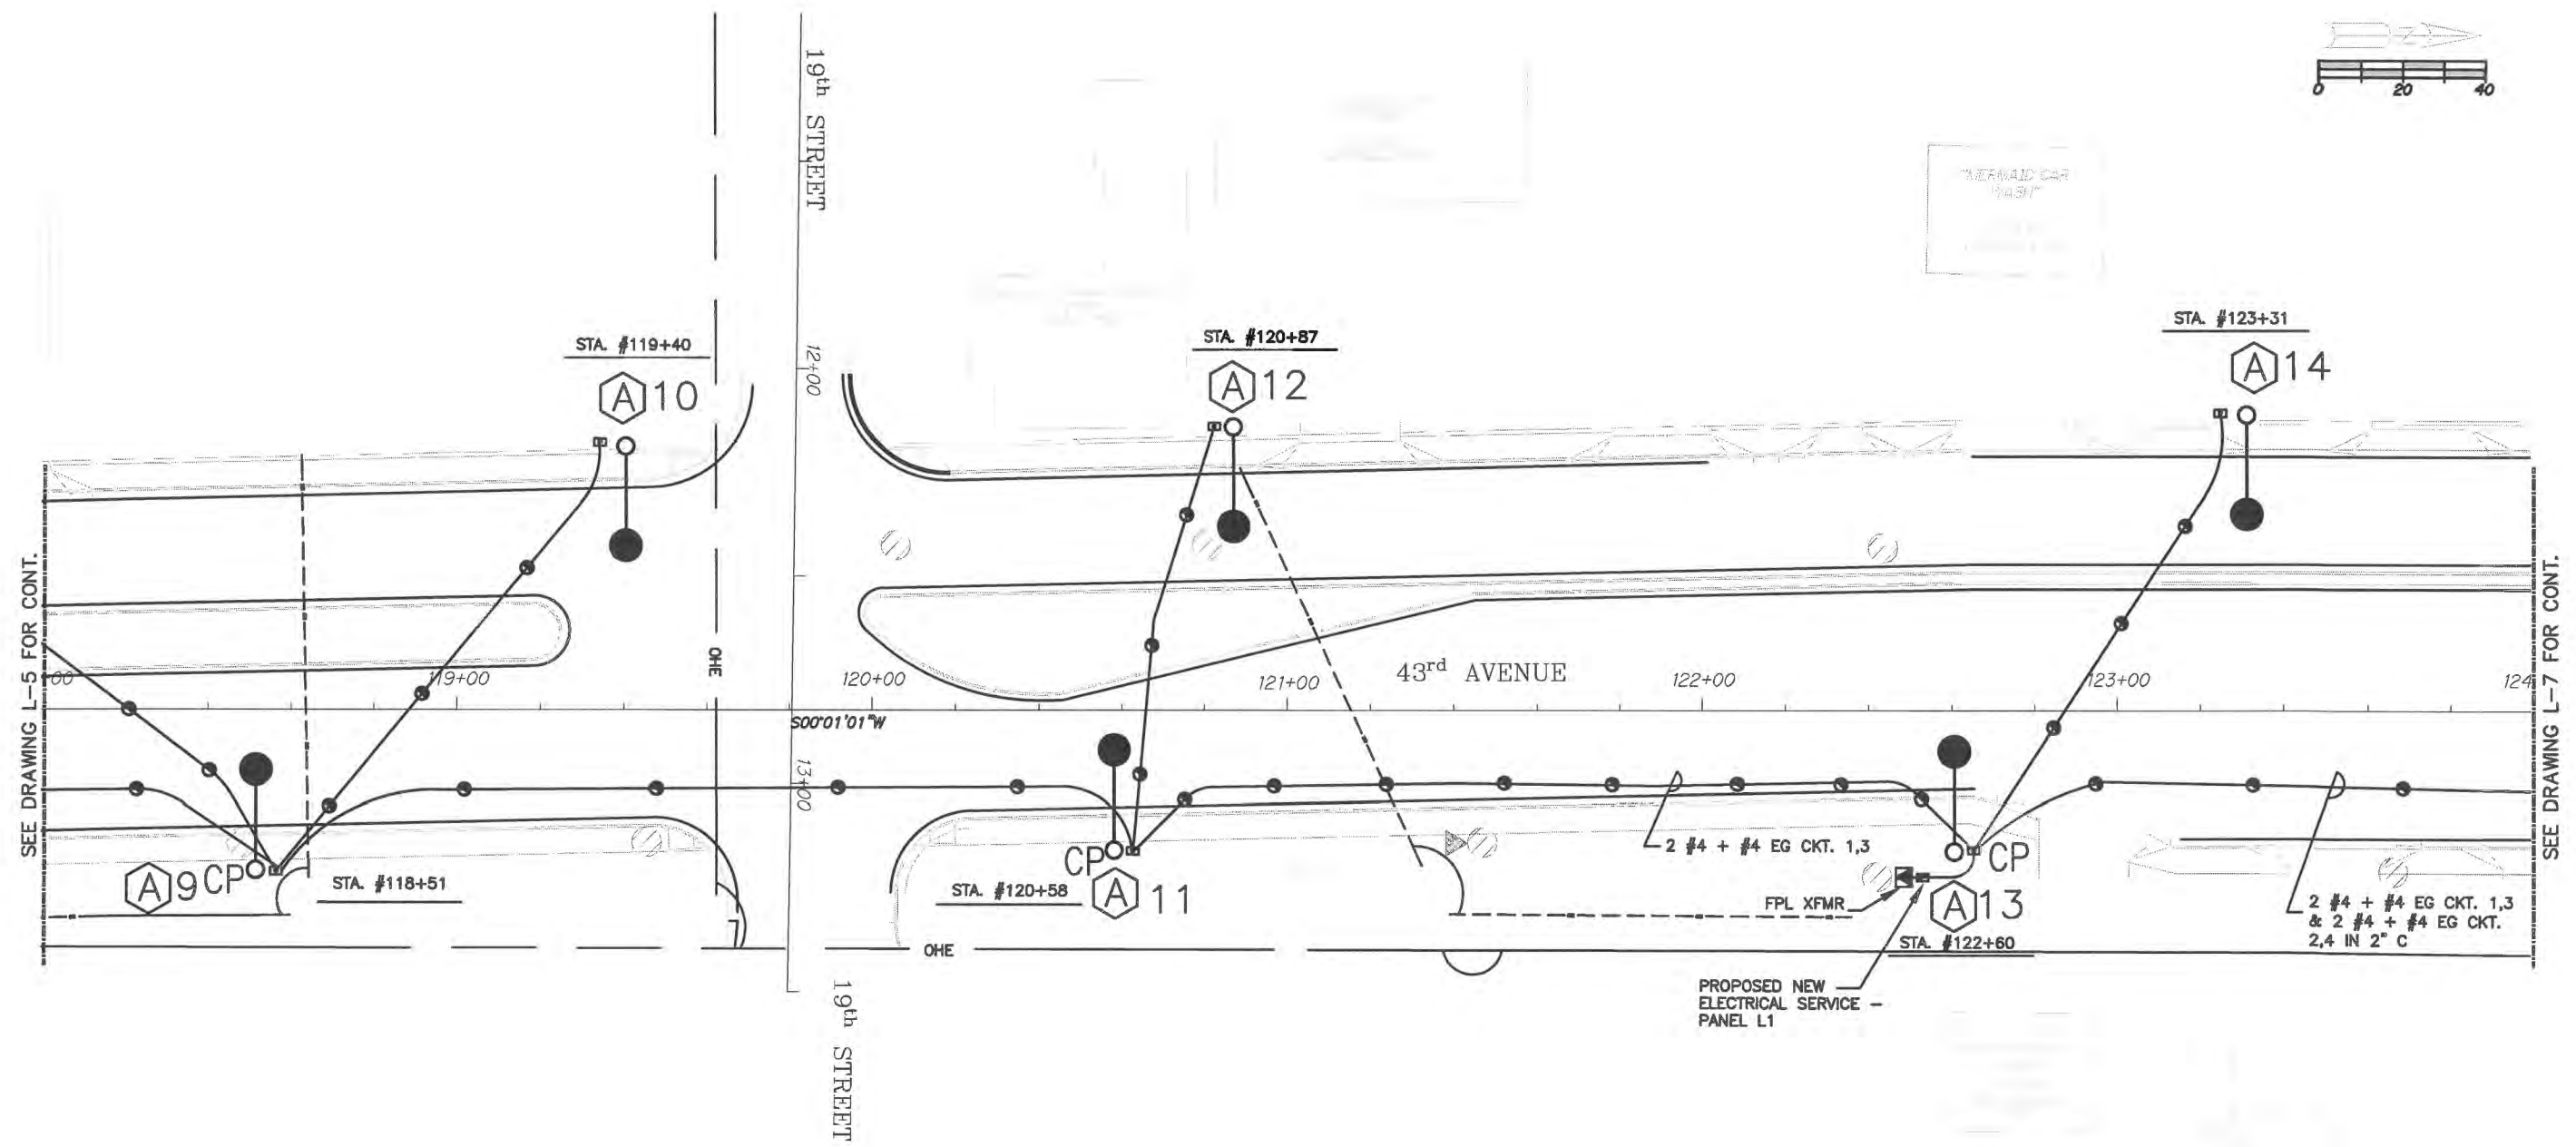 19th STREET
0 20 40
"MERMAID CAR
WASH"
STA. #119+40
A 10
12+00
STA. #120+87
A 12
STA. #123+31
A 14
SEE DRAWING L-5 FOR CONT.
OHE
00
119+00
120+00
121+00
43rd AVENUE
122+00
123+00
124
S00°01'01"W
13+00
SEE DRAWING L-7 FOR CONT.
A 9 CP
STA. #118+51
CP
STA. #120+58
A 11
2 #4 + #4 EG CKT. 1,3
CP
FPL XFMR
A 13
STA. #122+60
2 #4 + #4 EG CKT. 1,3
& 2 #4 + #4 EG CKT.
2,4 IN 2" C
OHE
PROPOSED NEW
ELECTRICAL SERVICE -
PANEL L1
19th STREET